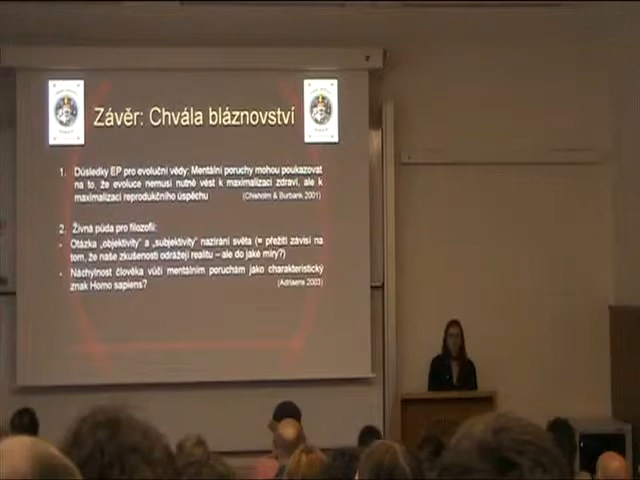 Závěr: Chvála bláznovství
1. Důsledky EP pro evoluční vědy: Mentální poruchy mohou poukazovat
na to, že evoluce nemusí nutně vést k maximalizaci zdraví, ale k
maximalizaci reprodukčního úspěchu (Chisholm & Burbank 2001)
2. Živná půda pro filozofii:
- Otázka „objektivity“ a „subjektivity“ nazírání světa (= přežití závisí na
tom, že naše zkušenosti odrážejí realitu – ale do jaké míry?)
- Náchylnost člověka vůči mentálním poruchám jako charakteristický
znak Homo sapiens? (Adriaens 2003)